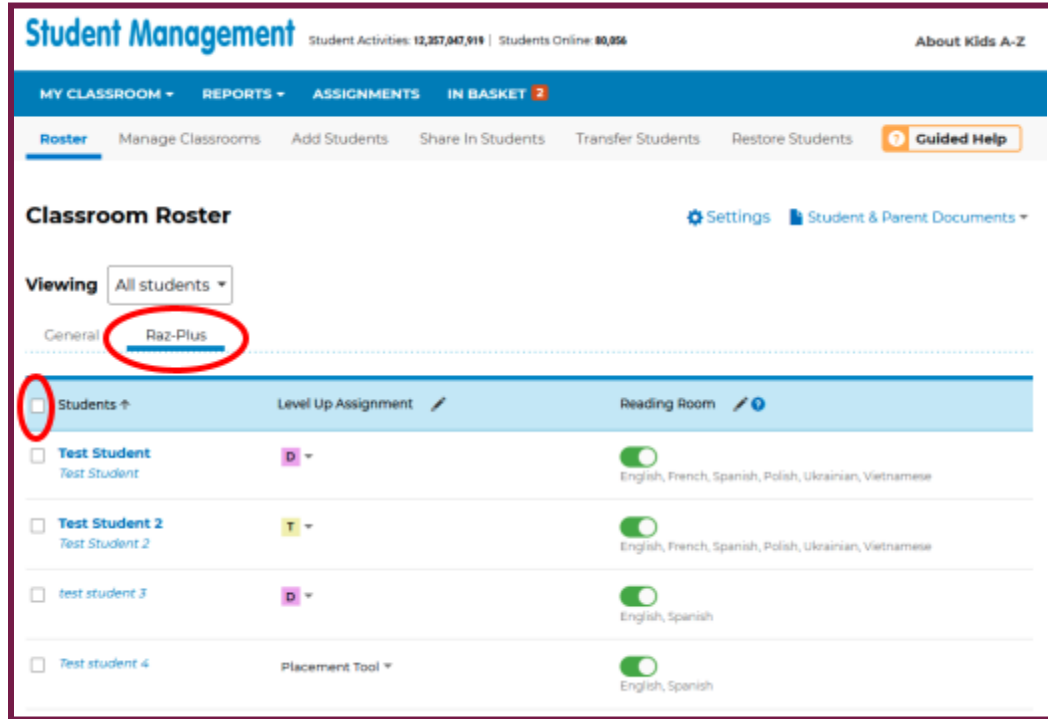 Student Management Student Activities: 12,357,047,919 | Students Online: 80,056 About Kids A-Z
MY CLASSROOM REPORTS ASSIGNMENTS IN BASKET 2
Roster Manage Classrooms Add Students Share In Students Transfer Students Restore Students ? Guided Help
Classroom Roster Settings Student & Parent Documents
Viewing All students
General Raz-Plus
Students ↑ Level Up Assignment Reading Room ?
Test Student D
Test Student English, French, Spanish, Polish, Ukrainian, Vietnamese
Test Student 2 T
Test Student 2 English, French, Spanish, Polish, Ukrainian, Vietnamese
test student 3 D
English, Spanish
Test student 4 Placement Tool
English, Spanish